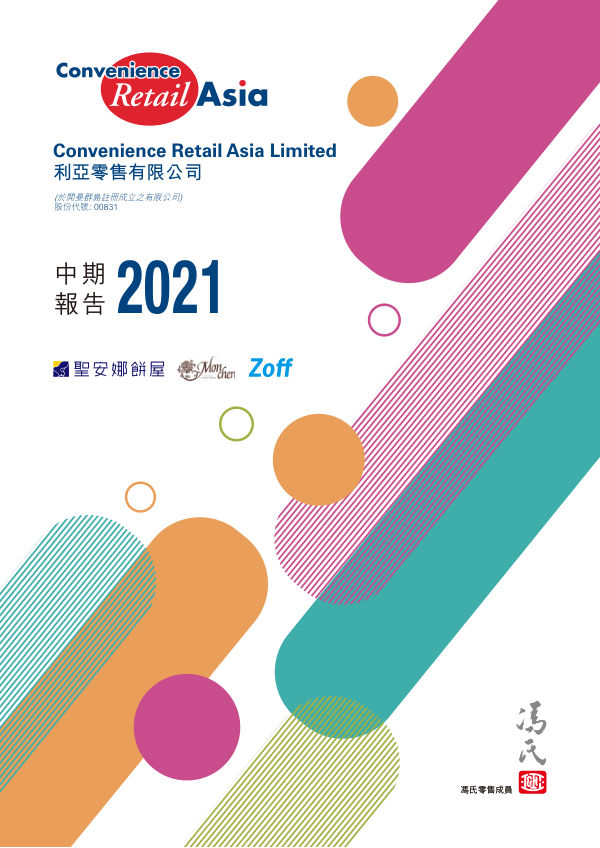 Convenience
Retail Asia
Convenience Retail Asia Limited
利亞零售有限公司
(於開曼群島註冊成立之有限公司)
股份代號: 00831
中期
報告 2021
聖安娜餅屋 Mon chen Zoff
馮氏
馮氏零售成員